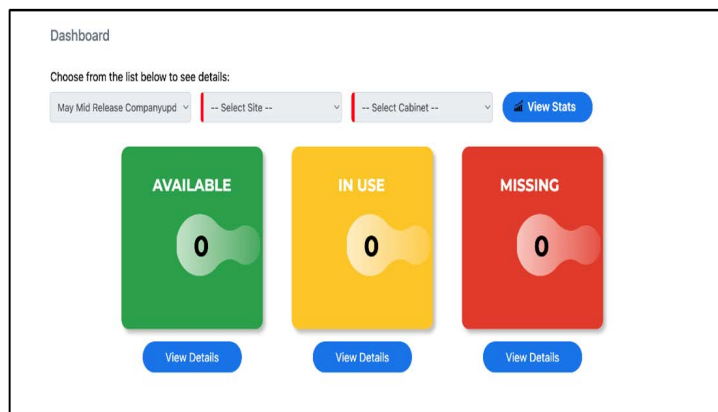 Dashboard
Choose from the list below to see details:
May Mid Release Companyupd -- Select Site -- -- Select Cabinet -- View Stats
AVAILABLE IN USE MISSING
0 0 0
View Details View Details View Details